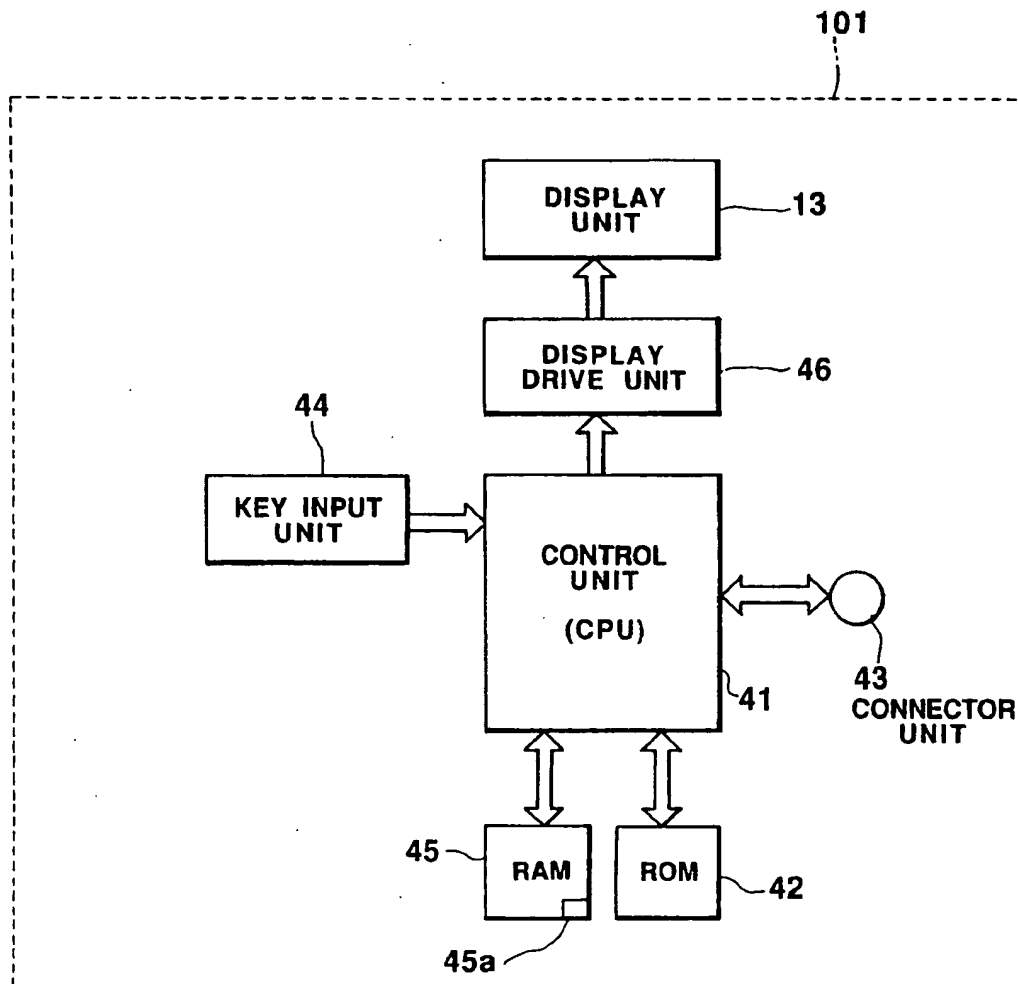 101
DISPLAY
UNIT
13
DISPLAY
DRIVE UNIT
46
44
KEY INPUT
UNIT
CONTROL
UNIT
(CPU)
41
43
CONNECTOR
UNIT
45
RAM
ROM
42
45a